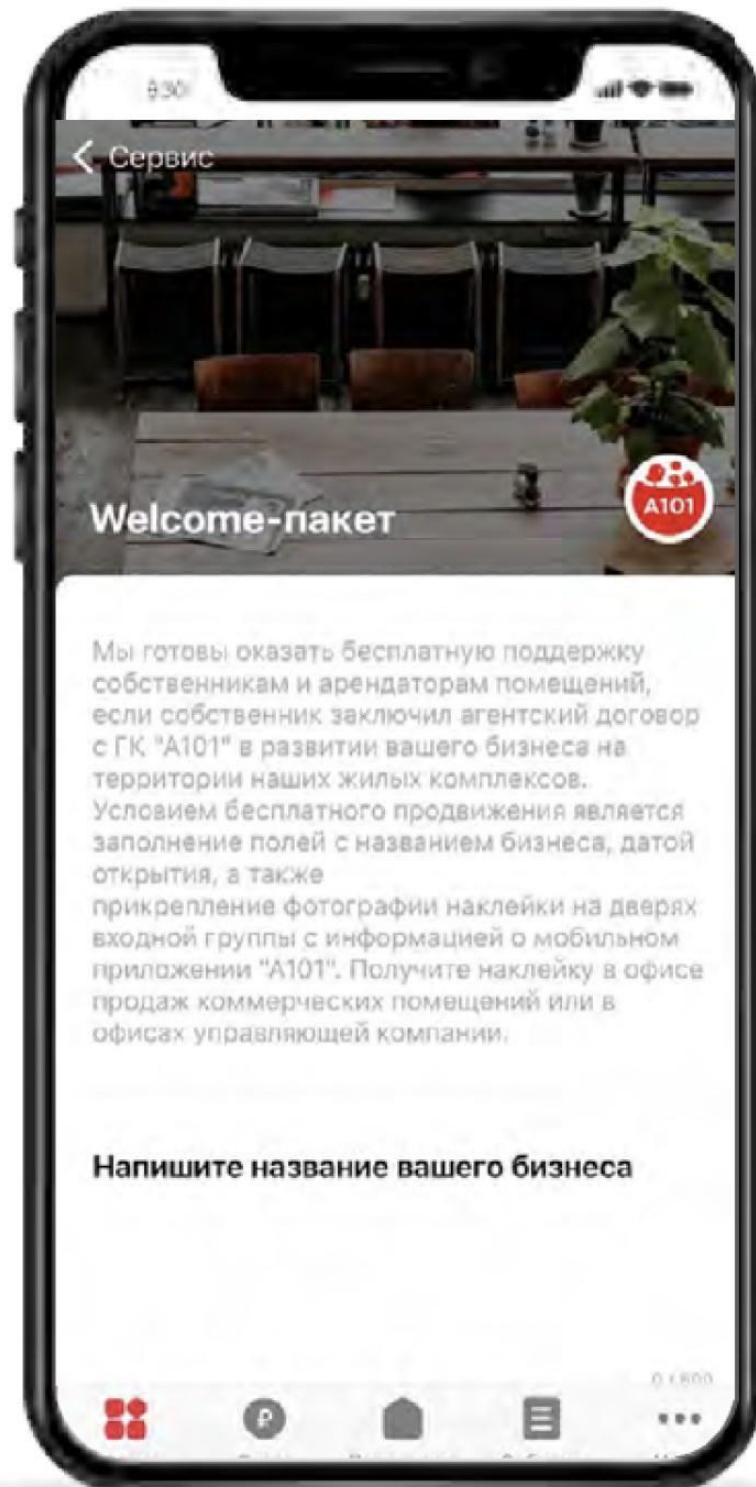 9:30
Сервис
Welcome-пакет
A101
Мы готовы оказать бесплатную поддержку
собственникам и арендаторам помещений,
если собственник заключил агентский договор
с ГК "А101" в развитии вашего бизнеса на
территории наших жилых комплексов.
Условием бесплатного продвижения является
заполнение полей с названием бизнеса, датой
открытия, а также
прикрепление фотографии наклейки на дверях
входной группы с информацией о мобильном
приложении "А101". Получите наклейку в офисе
продаж коммерческих помещений или в
офисах управляющей компании.
Напишите название вашего бизнеса